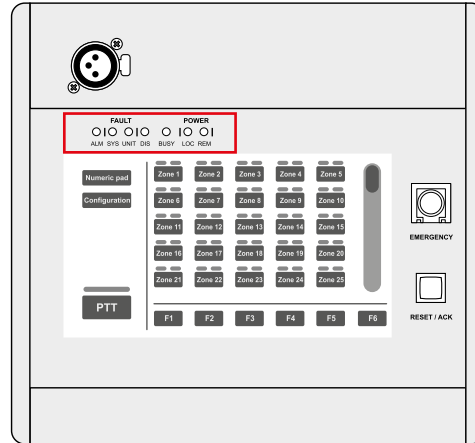 FAULT POWER
ALM SYS UNIT DIS BUSY LOC REM
Numeric pad Zone 1 Zone 2 Zone 3 Zone 4 Zone 5
Configuration Zone 6 Zone 7 Zone 8 Zone 9 Zone 10
Zone 11 Zone 12 Zone 13 Zone 14 Zone 15
EMERGENCY
Zone 16 Zone 17 Zone 18 Zone 19 Zone 20
Zone 21 Zone 22 Zone 23 Zone 24 Zone 25
PTT
F1 F2 F3 F4 F5 F6
RESET / ACK